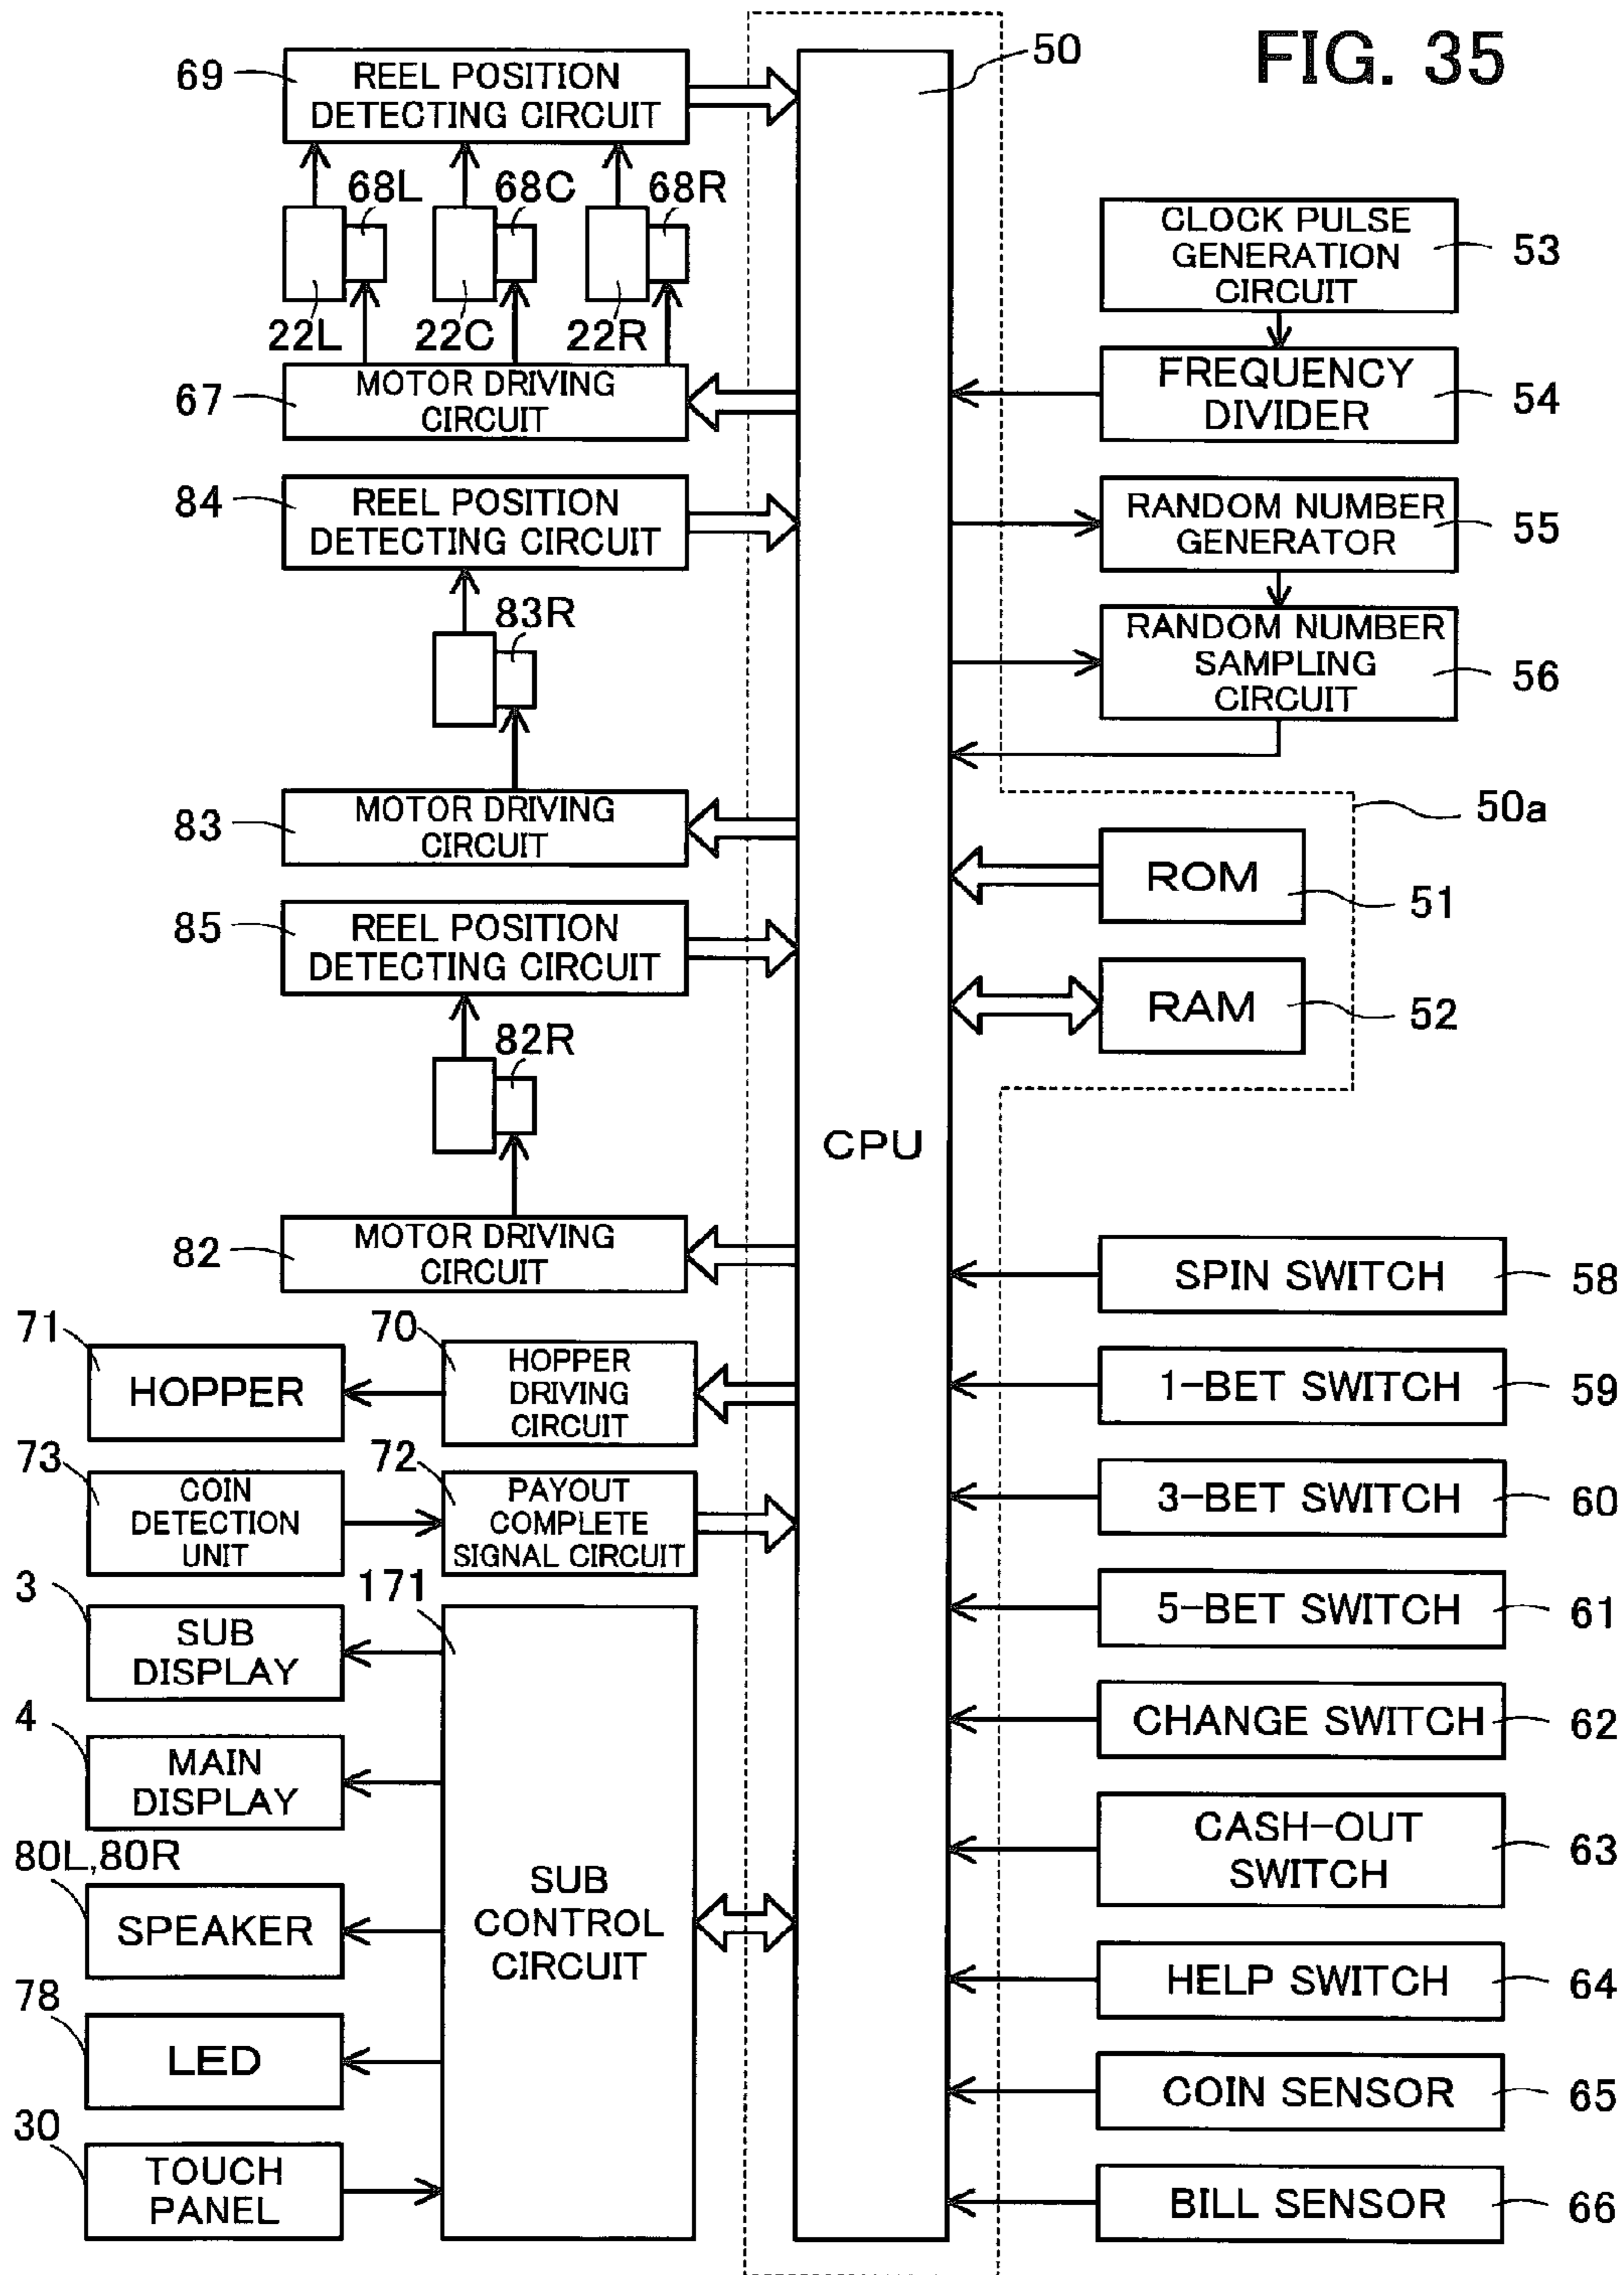 FIG. 35
50
69
REEL POSITION
DETECTING CIRCUIT
68L
68C
68R
22L
22C
22R
67
MOTOR DRIVING
CIRCUIT
84
REEL POSITION
DETECTING CIRCUIT
83R
83
MOTOR DRIVING
CIRCUIT
85
REEL POSITION
DETECTING CIRCUIT
82R
82
MOTOR DRIVING
CIRCUIT
71
HOPPER
70
HOPPER
DRIVING
CIRCUIT
73
COIN
DETECTION
UNIT
72
PAYOUT
COMPLETE
SIGNAL CIRCUIT
3
SUB
DISPLAY
171
4
MAIN
DISPLAY
80L,80R
SPEAKER
SUB
CONTROL
CIRCUIT
78
LED
30
TOUCH
PANEL
CPU
CLOCK PULSE
GENERATION
CIRCUIT
53
FREQUENCY
DIVIDER
54
RANDOM NUMBER
GENERATOR
55
RANDOM NUMBER
SAMPLING
CIRCUIT
56
50a
ROM
51
RAM
52
SPIN SWITCH
58
1-BET SWITCH
59
3-BET SWITCH
60
5-BET SWITCH
61
CHANGE SWITCH
62
CASH-OUT
SWITCH
63
HELP SWITCH
64
COIN SENSOR
65
BILL SENSOR
66